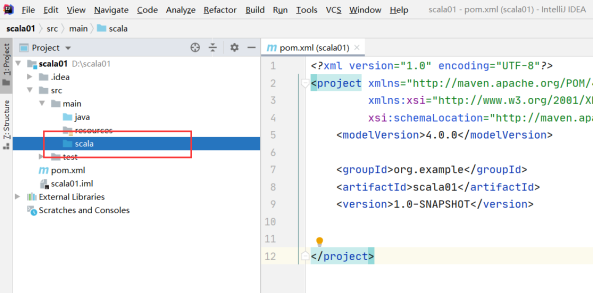 File Edit View Navigate Code Analyze Refactor Build Run Tools VCS Window Help scala01 - pom.xml (scala01) - IntelliJ IDEA
scala01 src main scala
Project
pom.xml (scala01)
1: Project
7: Structure
scala01 D:\scala01
.idea
src
main
java
resources
scala
test
pom.xml
scala01.iml
External Libraries
Scratches and Consoles
1 <?xml version="1.0" encoding="UTF-8"?>
2 <project xmlns="http://maven.apache.org/POM/
3 xmlns:xsi="http://www.w3.org/2001/
4 xsi:schemaLocation="http://maven.apa
5 <modelVersion>4.0.0</modelVersion>
6
7 <groupId>org.example</groupId>
8 <artifactId>scala01</artifactId>
9 <version>1.0-SNAPSHOT</version>
10
11
12 </project>